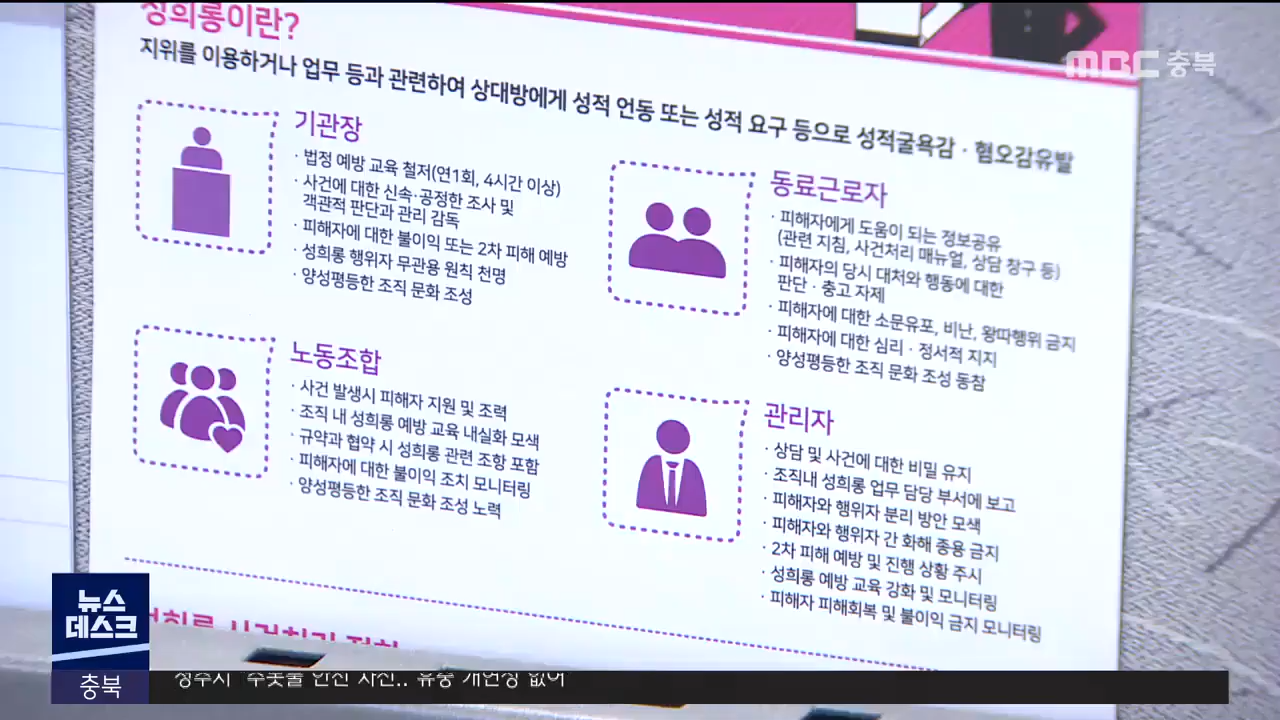 성희롱이란?
지위를 이용하거나 업무 등과 관련하여 상대방에게 성적 언동 또는 성적 요구 등으로 성적굴욕감 · 혐오감유발
MBC 충북
기관장
· 법정 예방 교육 철저(연1회, 4시간 이상)
· 사건에 대한 신속·공정한 조사 및
객관적 판단과 관리 감독
· 피해자에 대한 불이익 또는 2차 피해 예방
· 성희롱 행위자 무관용 원칙 천명
· 양성평등한 조직 문화 조성
동료근로자
· 피해자에게 도움이 되는 정보공유
(관련 지침, 사건처리 매뉴얼, 상담 창구 등)
· 피해자의 당시 대처와 행동에 대한
판단 · 충고 자제
· 피해자에 대한 소문유포, 비난, 왕따행위 금지
· 피해자에 대한 심리 · 정서적 지지
· 양성평등한 조직 문화 조성 동참
노동조합
· 사건 발생시 피해자 지원 및 조력
· 조직 내 성희롱 예방 교육 내실화 모색
· 규약과 협약 시 성희롱 관련 조항 포함
· 피해자에 대한 불이익 조치 모니터링
· 양성평등한 조직 문화 조성 노력
관리자
· 상담 및 사건에 대한 비밀 유지
· 조직내 성희롱 업무 담당 부서에 보고
· 피해자와 행위자 분리 방안 모색
· 피해자와 행위자 간 화해 종용 금지
· 2차 피해 예방 및 진행 상황 주시
· 성희롱 예방 교육 강화 및 모니터링
· 피해자 피해회복 및 불이익 금지 모니터링
뉴스
데스크
충북